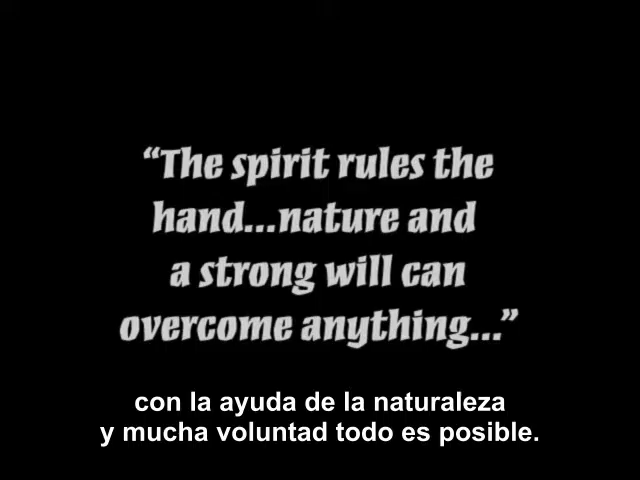 “The spirit rules the
hand...nature and
a strong will can
overcome anything...”
con la ayuda de la naturaleza
y mucha voluntad todo es posible.